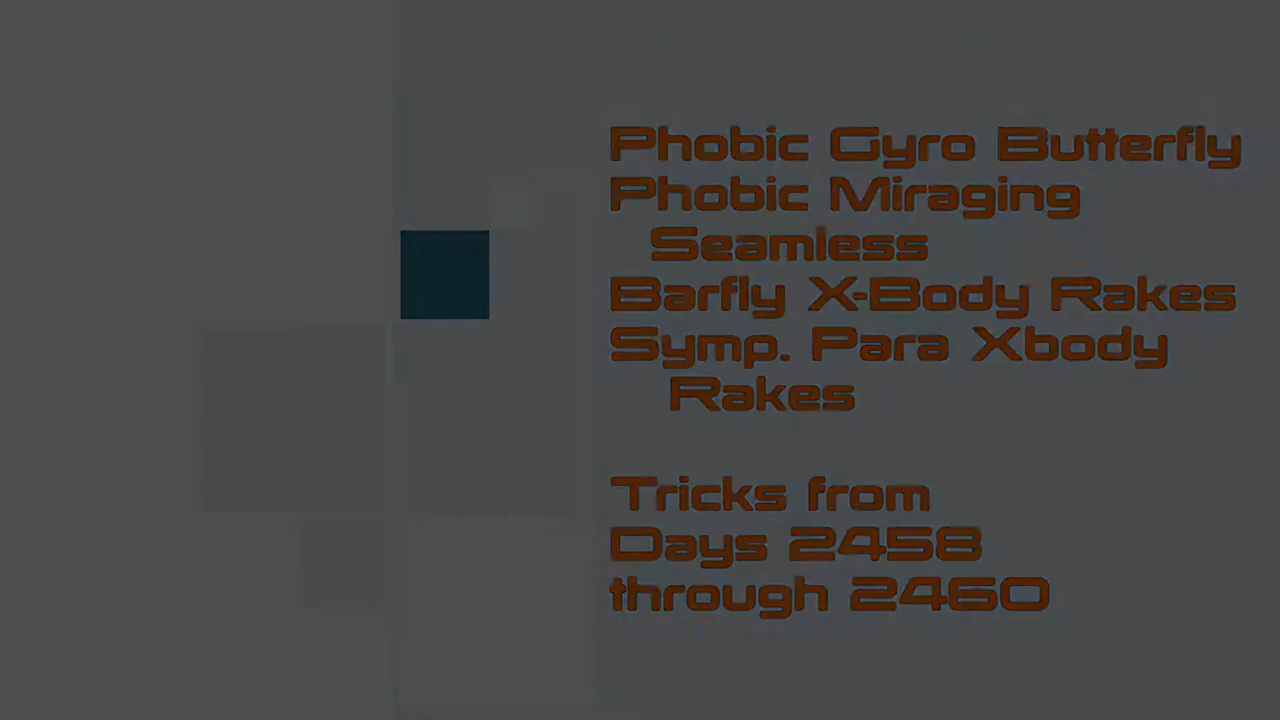 Phobic Gyro Butterfly
Phobic Miraging
Seamless
Barfly X-Body Rakes
Symp. Para Xbody
Rakes
Tricks from
Days 2458
through 2460